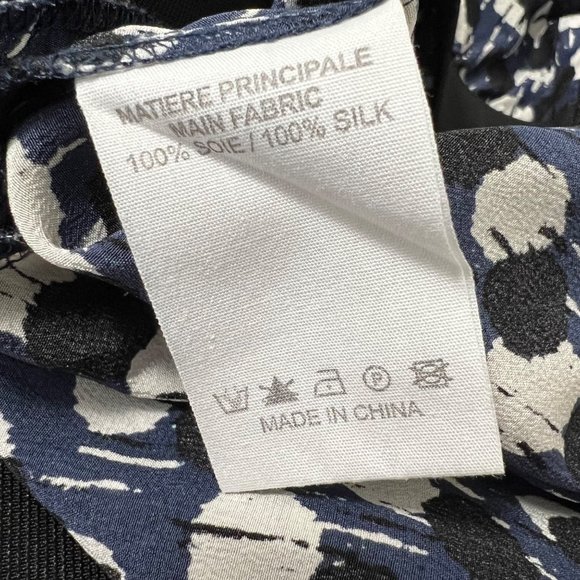 MATIERE PRINCIPALE
MAIN FABRIC
100% SOIE / 100% SILK
P
MADE IN CHINA